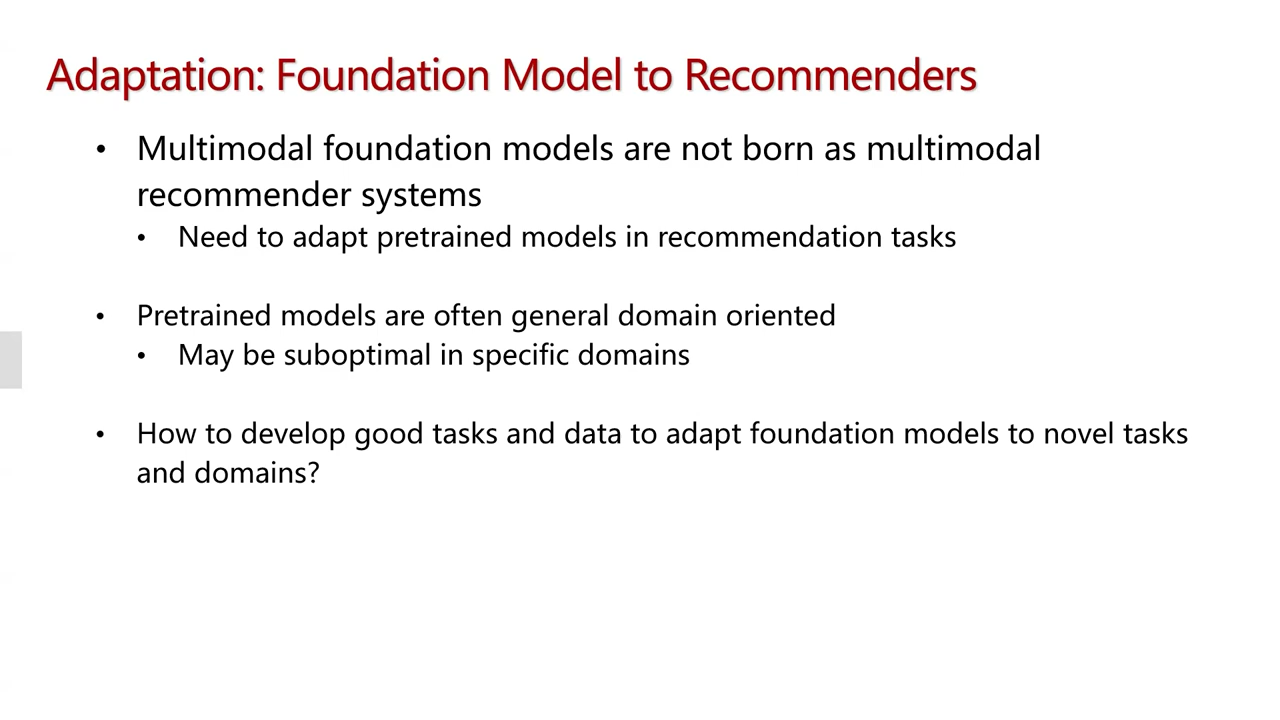 Adaptation: Foundation Model to Recommenders
• Multimodal foundation models are not born as multimodal
recommender systems
• Need to adapt pretrained models in recommendation tasks
• Pretrained models are often general domain oriented
• May be suboptimal in specific domains
• How to develop good tasks and data to adapt foundation models to novel tasks
and domains?